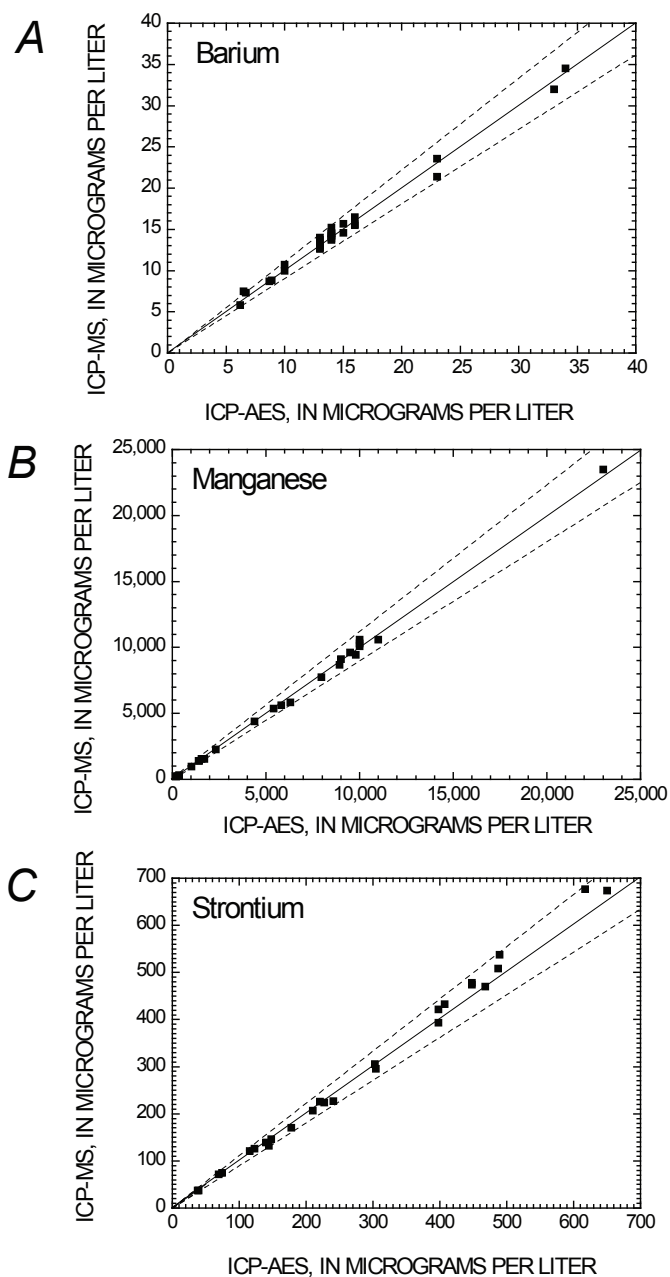 A
Barium
ICP-MS, IN MICROGRAMS PER LITER
40
35
30
25
20
15
10
5
0
0 5 10 15 20 25 30 35 40
ICP-AES, IN MICROGRAMS PER LITER
B
Manganese
ICP-MS, IN MICROGRAMS PER LITER
25,000
20,000
15,000
10,000
5,000
0
0 5,000 10,000 15,000 20,000 25,000
ICP-AES, IN MICROGRAMS PER LITER
C
Strontium
ICP-MS, IN MICROGRAMS PER LITER
700
600
500
400
300
200
100
0
0 100 200 300 400 500 600 700
ICP-AES, IN MICROGRAMS PER LITER